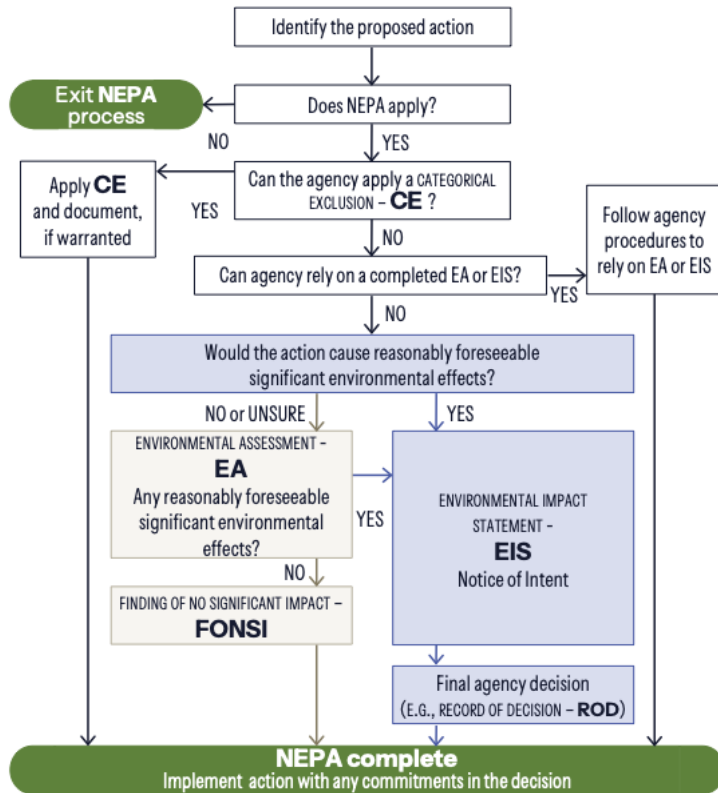 Identify the proposed action
Exit NEPA
process
Does NEPA apply?
NO
YES
Apply CE
and document,
if warranted
YES
Can the agency apply a CATEGORICAL
EXCLUSION – CE ?
NO
Follow agency
procedures to
rely on EA or EIS
Can agency rely on a completed EA or EIS?
YES
NO
Would the action cause reasonably foreseeable
significant environmental effects?
NO or UNSURE
YES
ENVIRONMENTAL ASSESSMENT –
EA
Any reasonably foreseeable
significant environmental
effects?
YES
ENVIRONMENTAL IMPACT
STATEMENT –
EIS
Notice of Intent
NO
FINDING OF NO SIGNIFICANT IMPACT –
FONSI
Final agency decision
(E.G., RECORD OF DECISION – ROD)
NEPA complete
Implement action with any commitments in the decision